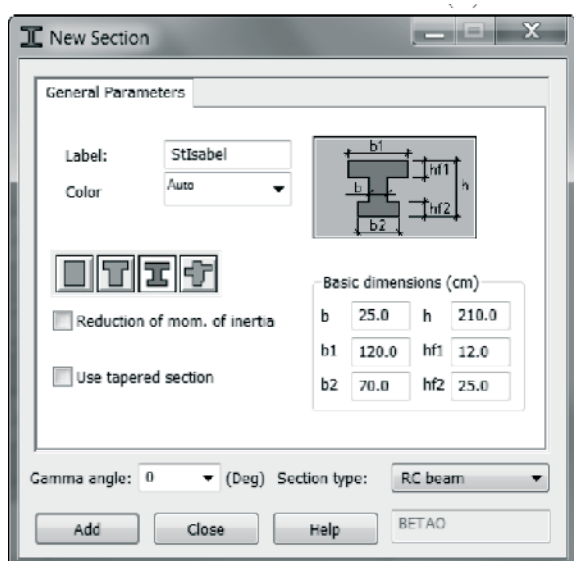 New Section
General Parameters
Label: StIsabel
Color Auto
b1
hf1
h
b
hf2
b2
Basic dimensions (cm)
Reduction of mom. of inertia
b 25.0 h 210.0
b1 120.0 hf1 12.0
Use tapered section
b2 70.0 hf2 25.0
Gamma angle: 0 (Deg) Section type: RC beam
Add Close Help BETAO